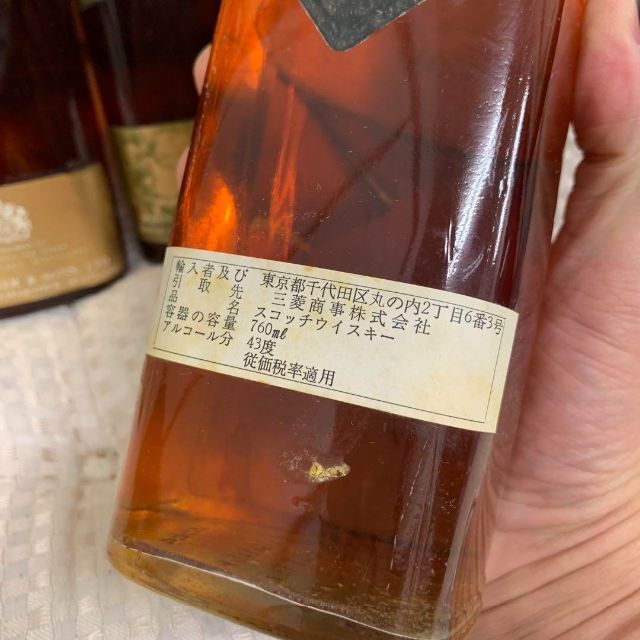 輸入者及び 東京都千代田区丸の内2丁目6番3号
引取先 三菱商事株式会社
品名 スコッチウイスキー
容器の容量 760ml
アルコール分 43度
従価税率適用